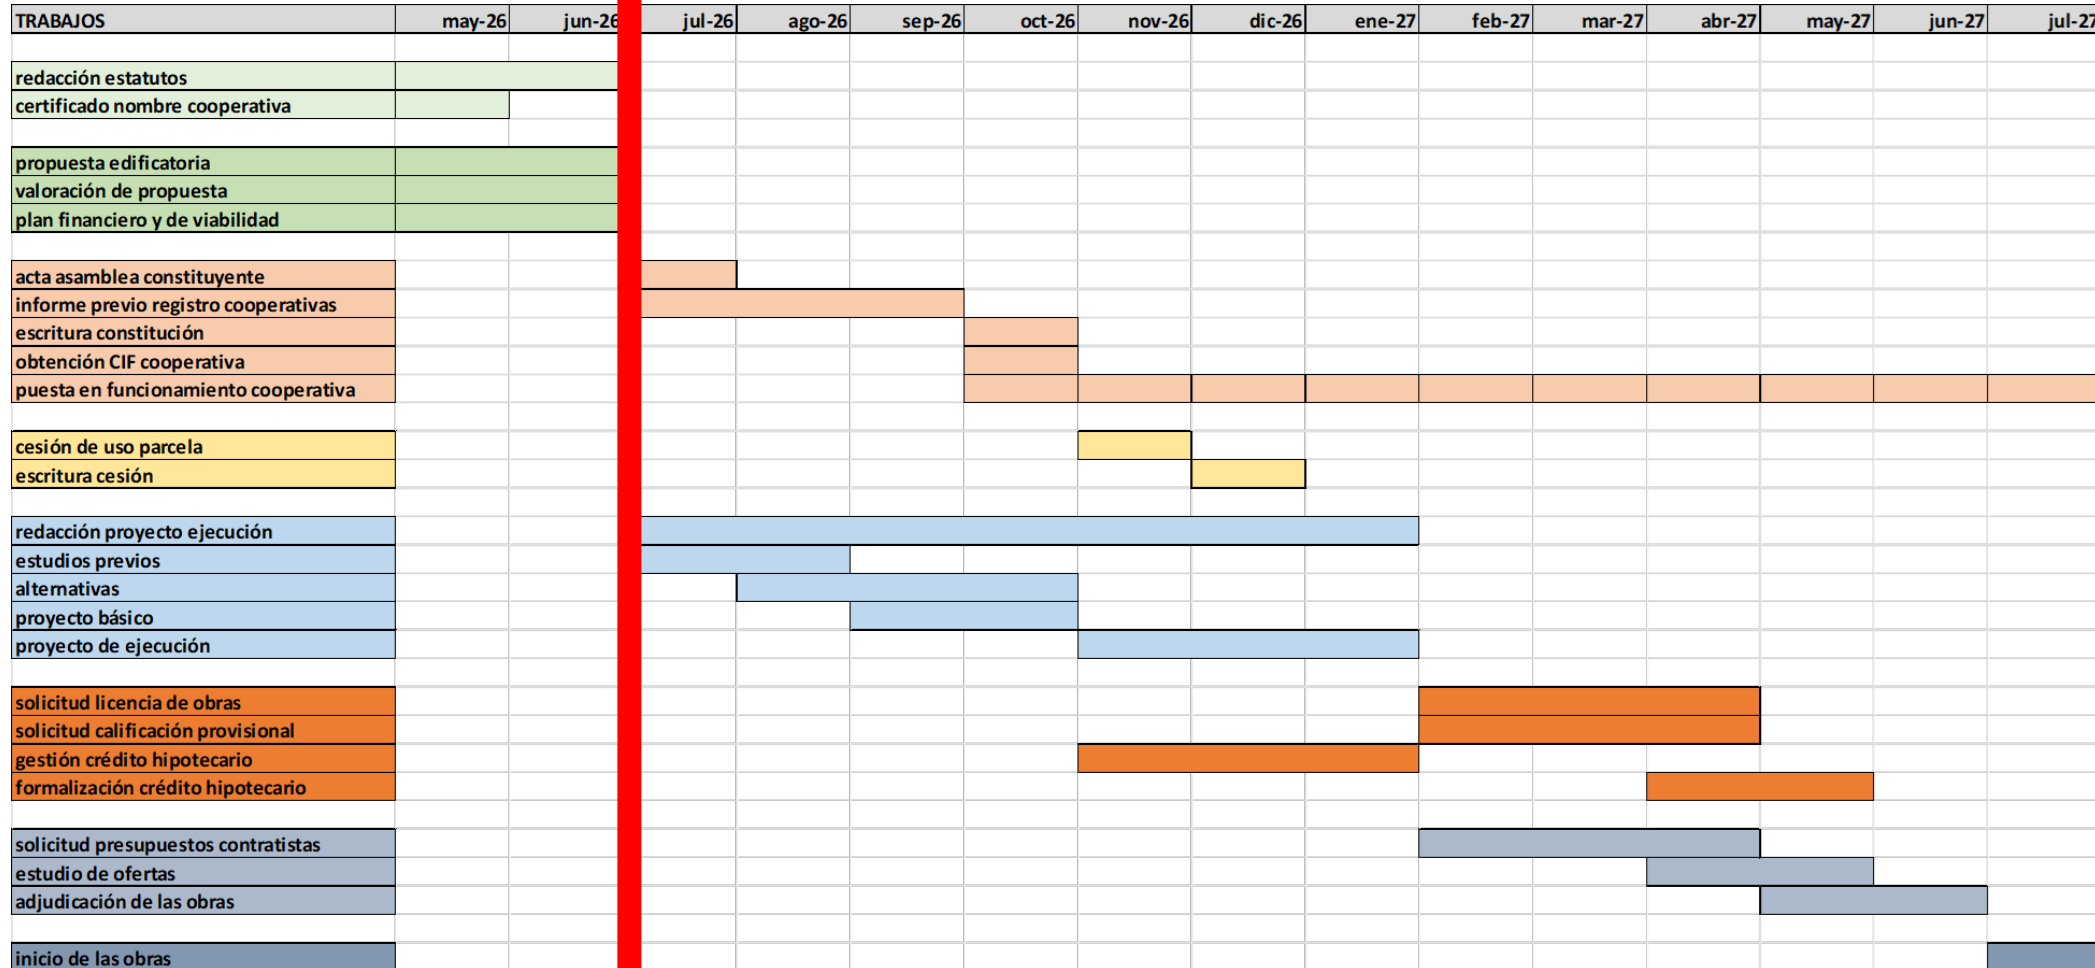 TRABAJOS may-26 jun-26 jul-26 ago-26 sep-26 oct-26 nov-26 dic-26 ene-27 feb-27 mar-27 abr-27 may-27 jun-27 jul-27
redacción estatutos
certificado nombre cooperativa
propuesta edificatoria
valoración de propuesta
plan financiero y de viabilidad
acta asamblea constituyente
informe previo registro cooperativas
escritura constitución
obtención CIF cooperativa
puesta en funcionamiento cooperativa
cesión de uso parcela
escritura cesión
redacción proyecto ejecución
estudios previos
alternativas
proyecto básico
proyecto de ejecución
solicitud licencia de obras
solicitud calificación provisional
gestión crédito hipotecario
formalización crédito hipotecario
solicitud presupuestos contratistas
estudio de ofertas
adjudicación de las obras
inicio de las obras